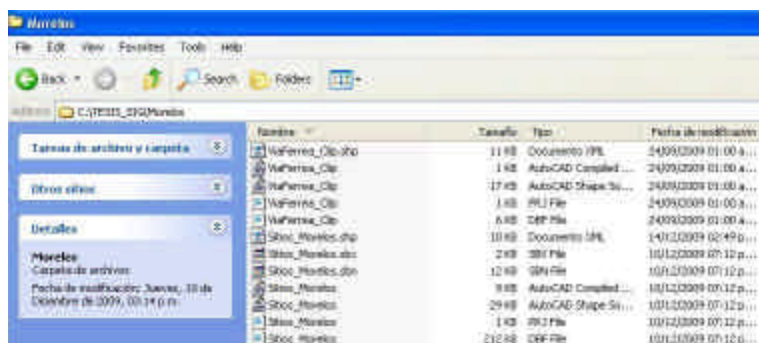 Morelos
File Edit View Favorites Tools Help
Back Search Folders
C:\TESIS_SIG\Morelos
Tareas de archivo y carpeta
Otros sitios
Detalles
Morelos
Carpeta de archivos
Fecha de modificación: Jueves, 10 de
Diciembre de 2009, 03:14 p.m.
Nombre Tamaño Tipo Fecha de modificación
ViaFerrea_Clip.shp 11 KB Documento XML 24/09/2009 01:00 a...
ViaFerrea_Clip 1 KB AutoCAD Compiled ... 24/09/2009 01:00 a...
ViaFerrea_Clip 17 KB AutoCAD Shape So... 24/09/2009 01:00 a...
ViaFerrea_Clip 1 KB PRJ File 24/09/2009 01:00 a...
ViaFerrea_Clip 6 KB DBF File 24/09/2009 01:00 a...
Sitios_Morelos.shp 10 KB Documento XML 14/12/2009 02:49 p...
Sitios_Morelos.sbx 2 KB SBX File 10/12/2009 07:12 p...
Sitios_Morelos.sbn 12 KB SBN File 10/12/2009 07:12 p...
Sitios_Morelos 9 KB AutoCAD Compiled ... 10/12/2009 07:12 p...
Sitios_Morelos 29 KB AutoCAD Shape So... 10/12/2009 07:12 p...
Sitios_Morelos 1 KB PRJ File 10/12/2009 07:12 p...
Sitios_Morelos 212 KB DBF File 10/12/2009 07:12 p...